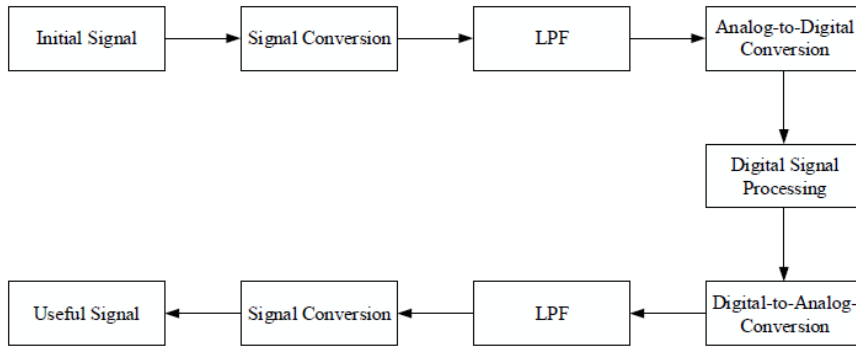 Initial Signal
Signal Conversion
LPF
Analog-to-Digital
Conversion
Digital Signal
Processing
Digital-to-Analog-
Conversion
LPF
Signal Conversion
Useful Signal